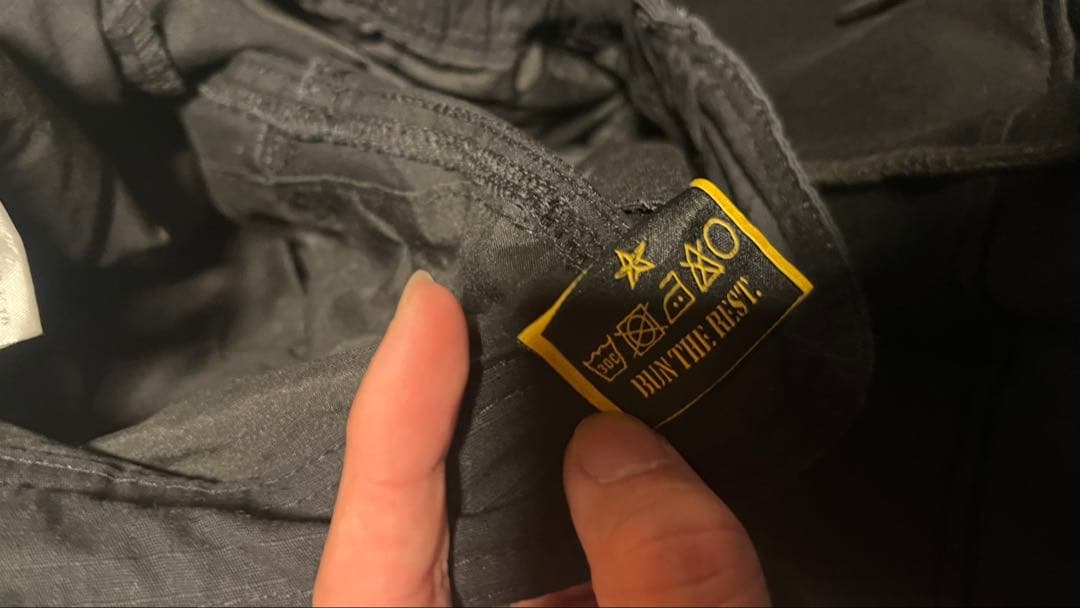 30C
BUN THE REST.